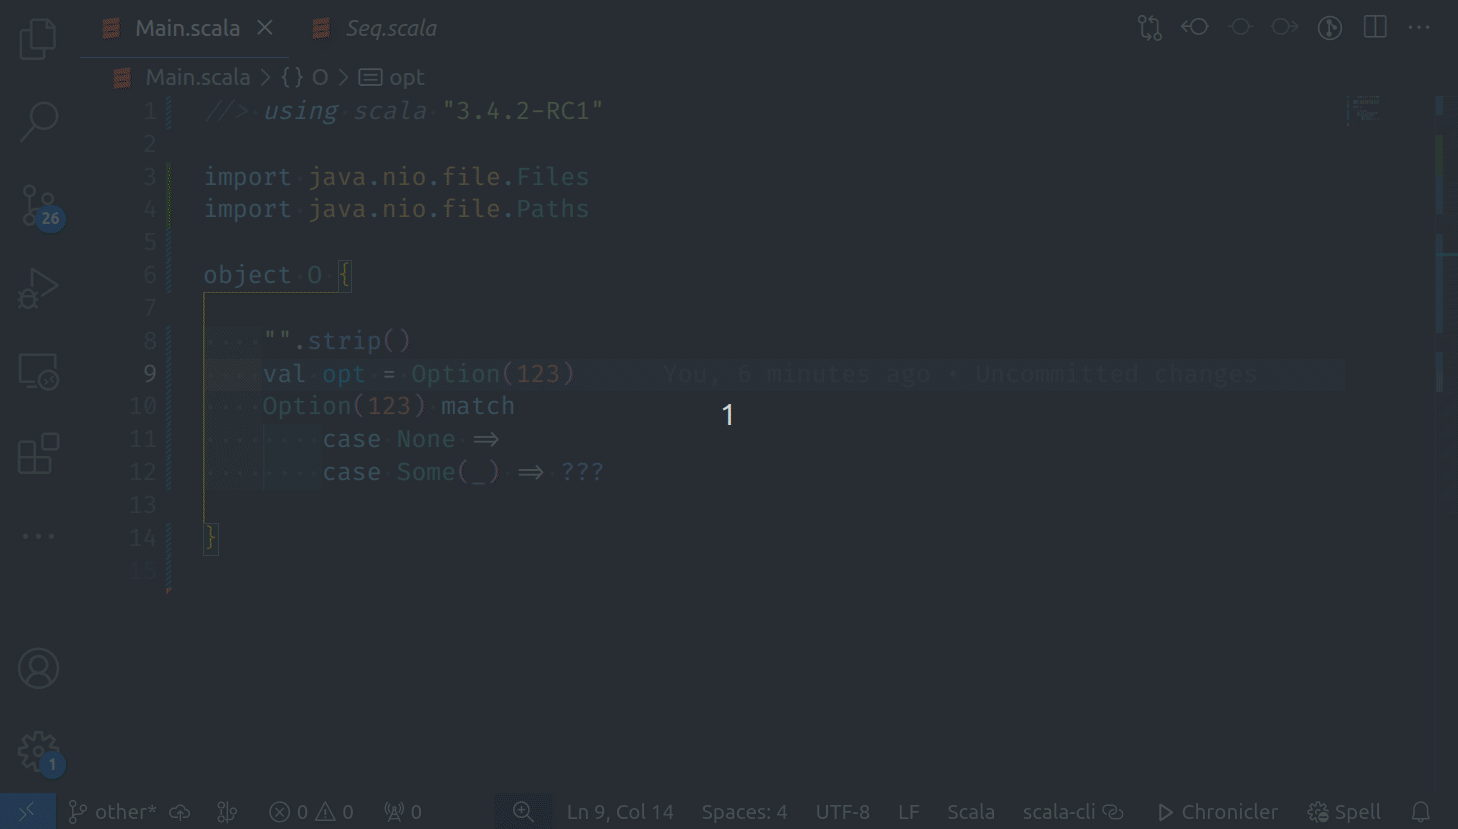 Main.scala
Seq.scala
Main.scala > {} O > opt
1 //> using scala "3.4.2-RC1"
2
3 import java.nio.file.Files
4 import java.nio.file.Paths
5
6 object O {
7
8 "".strip()
9 val opt = Option(123) You, 6 minutes ago • Uncommitted changes
10 Option(123) match
1
11 case None =>
12 case Some(_) => ???
13
14 }
15
26
1
other* 0 0 0 Ln 9, Col 14 Spaces: 4 UTF-8 LF Scala scala-cli Chronicler Spell